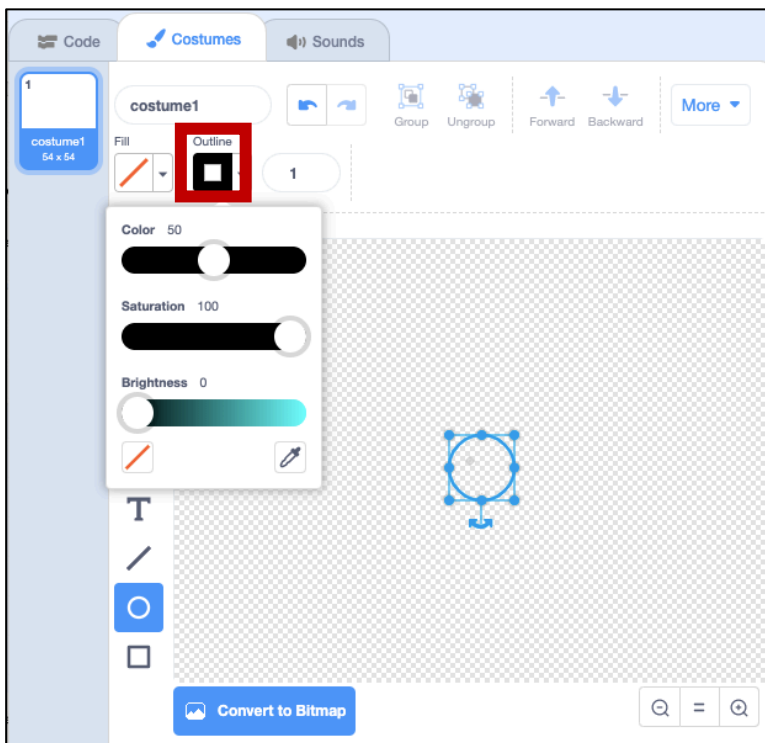 Code Costumes Sounds
1
costume1
54 x 54
costume1
Group Ungroup Forward Backward
More
Fill Outline
1
Color 50
Saturation 100
Brightness 0
T
Convert to Bitmap